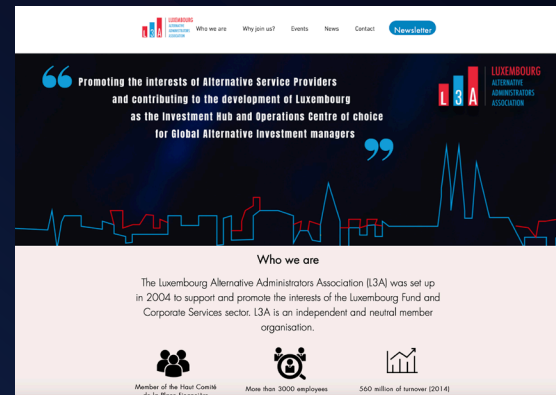 L3A
LUXEMBOURG
ALTERNATIVE
ADMINISTRATORS
ASSOCIATION
Who we are
Why join us?
Events
News
Contact
Newsletter
Promoting the interests of Alternative Service Providers
and contributing to the development of Luxembourg
as the Investment Hub and Operations Centre of choice
for Global Alternative Investment managers
L3A
LUXEMBOURG
ALTERNATIVE
ADMINISTRATORS
ASSOCIATION
Who we are
The Luxembourg Alternative Administrators Association (L3A) was set up
in 2004 to support and promote the interests of the Luxembourg Fund and
Corporate Services sector. L3A is an independent and neutral member
organisation.
Member of the Haut Comité
de la Place Financière
More than 3000 employees
560 million of turnover (2014)